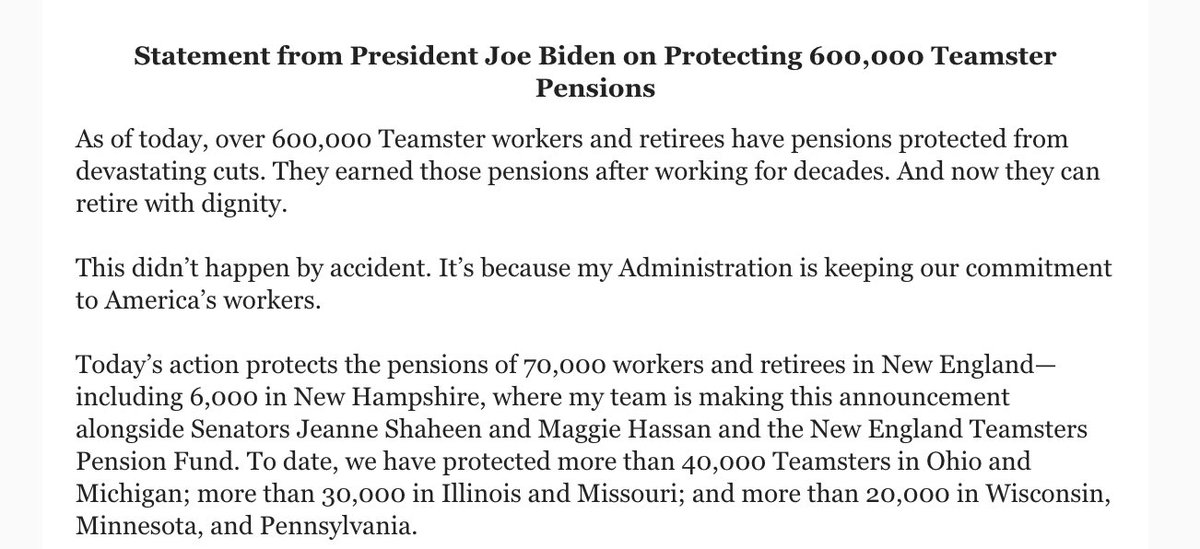 Statement from President Joe Biden on Protecting 600,000 Teamster
Pensions
As of today, over 600,000 Teamster workers and retirees have pensions protected from
devastating cuts. They earned those pensions after working for decades. And now they can
retire with dignity.
This didn’t happen by accident. It’s because my Administration is keeping our commitment
to America’s workers.
Today’s action protects the pensions of 70,000 workers and retirees in New England—
including 6,000 in New Hampshire, where my team is making this announcement
alongside Senators Jeanne Shaheen and Maggie Hassan and the New England Teamsters
Pension Fund. To date, we have protected more than 40,000 Teamsters in Ohio and
Michigan; more than 30,000 in Illinois and Missouri; and more than 20,000 in Wisconsin,
Minnesota, and Pennsylvania.